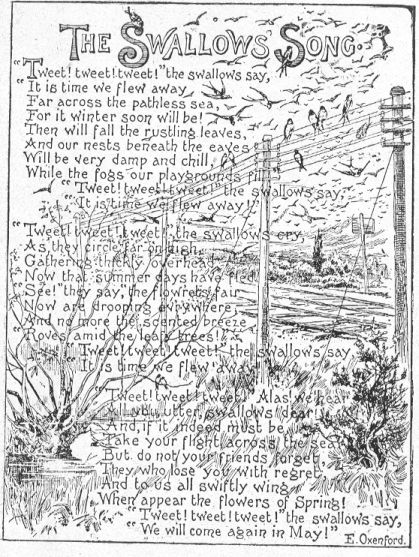 THE SWALLOWS' SONG.
"Tweet! tweet! tweet!" the swallows say,
"It is time we flew away
Far across the pathless sea,
For it winter soon will be!
Then will fall the rustling leaves,
And our nests beneath the eaves
Will be very damp and chill,
While the fogs our playgrounds fill!"
"Tweet! tweet! tweet!" the swallows say,
"It is time we flew away!"
"Tweet! tweet! tweet!" the swallows cry,
As they circle far on high,
Gathering thickly overhead
Now that summer days have fled.
"See!" they say, "the flow'rets fair
Now are drooping ev'rywhere,
And no more the scented breeze
Roves amid the leafy trees!
"Tweet! tweet! tweet!" the swallows say,
It is time we flew away!
"Tweet! tweet! tweet!" Alas! we hear
All you utter, swallows dear!
And, if it indeed must be,
Take your flight across the sea;
But do not your friends forget,
They who lose you with regret,
And to us all swiftly wing
When appear the flowers of Spring!
"Tweet! tweet! tweet!" the swallows say,
"We will come again in May!"
E. Oxenford.